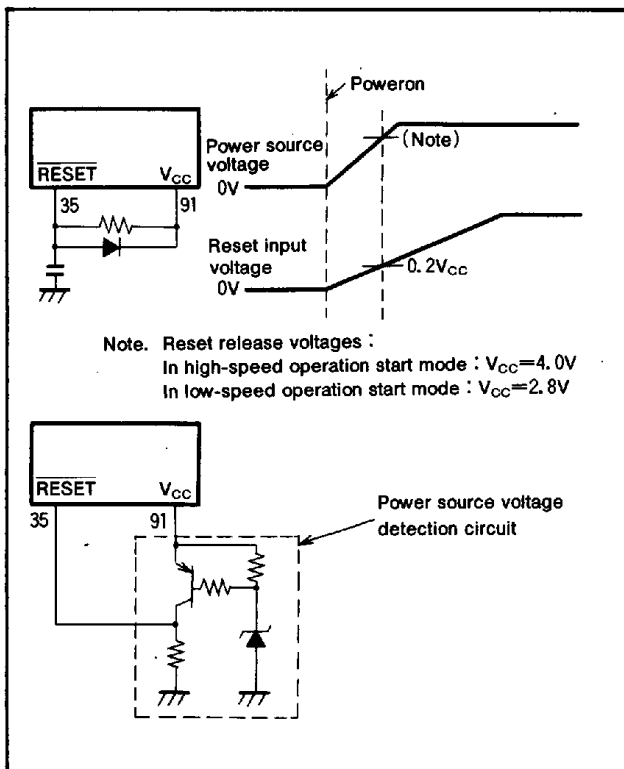 Poweron
Power source
voltage
(Note)
0V
RESET VCC
35 91
Reset input
voltage
0.2VCC
0V
Note. Reset release voltages :
In high-speed operation start mode : VCC=4.0V
In low-speed operation start mode : VCC=2.8V
RESET VCC
35 91
Power source voltage
detection circuit